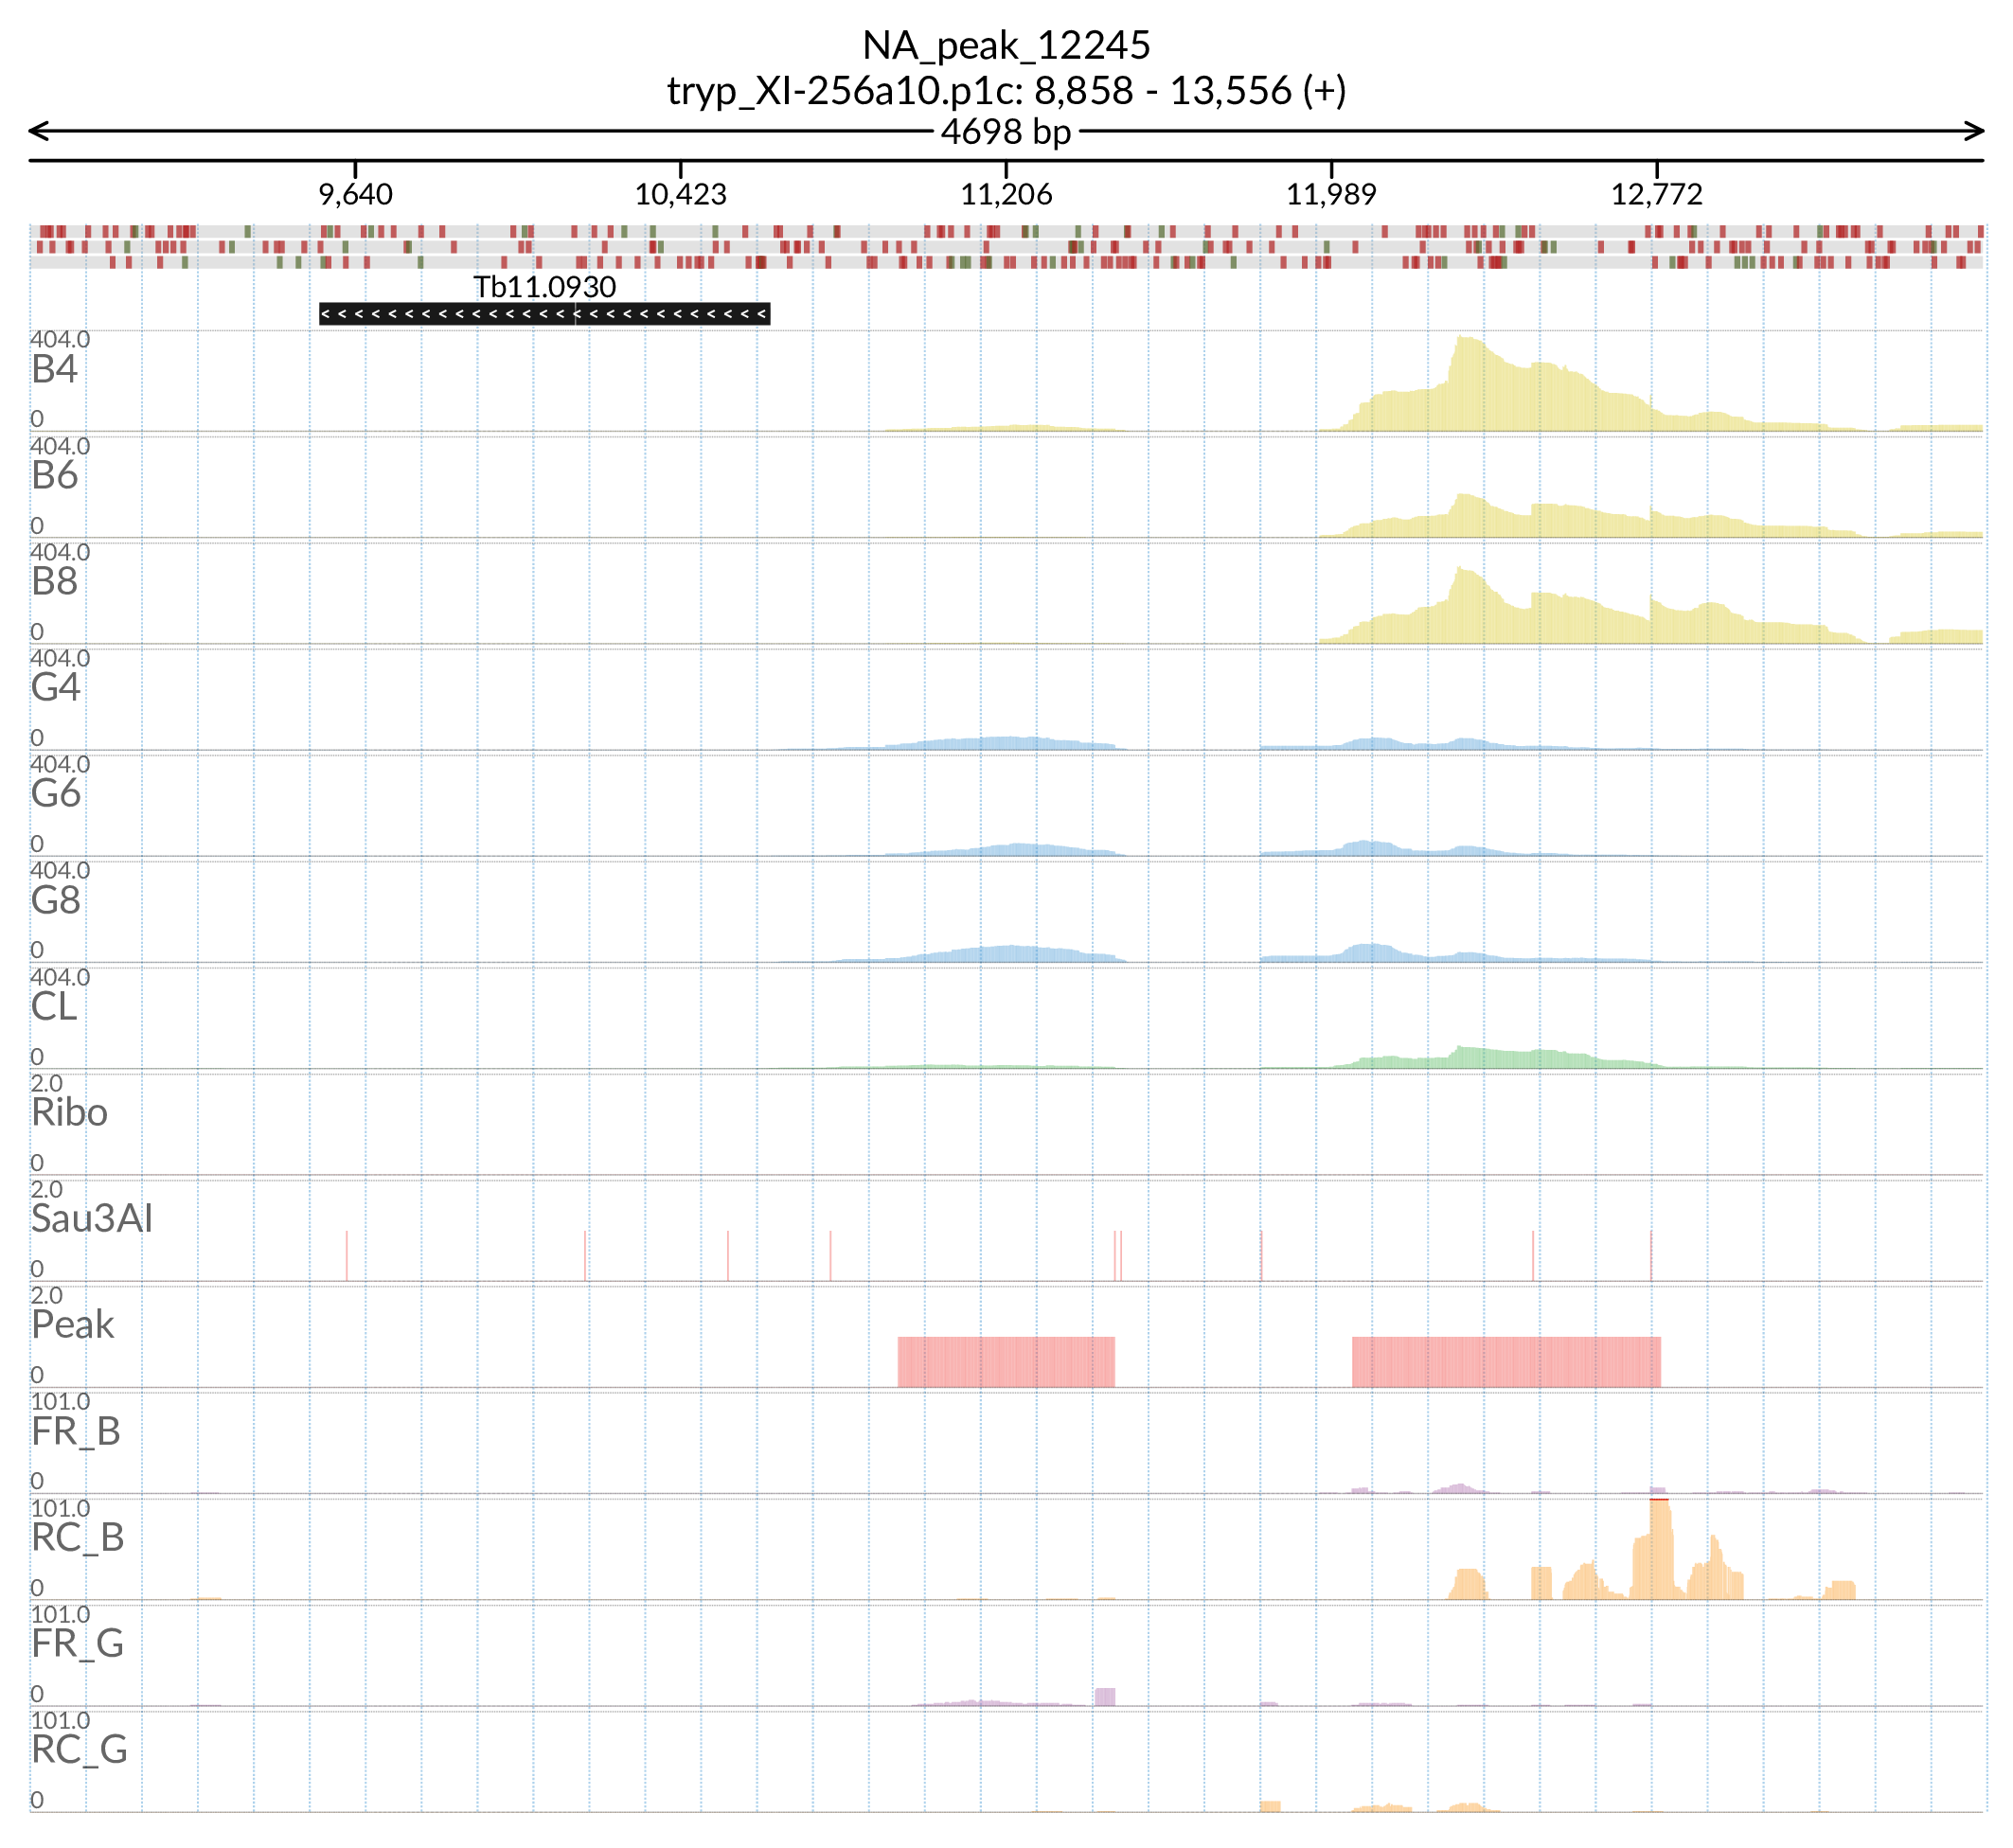 NA_peak_12245
tryp_XI-256a10.p1c: 8,858 - 13,556 (+)
4698 bp
9,640 10,423 11,206 11,989 12,772
Tb11.0930
404.0
B4
0
404.0
B6
0
404.0
B8
0
404.0
G4
0
404.0
G6
0
404.0
G8
0
404.0
CL
0
2.0
Ribo
0
2.0
Sau3AI
0
2.0
Peak
0
101.0
FR_B
0
101.0
RC_B
0
101.0
FR_G
0
101.0
RC_G
0